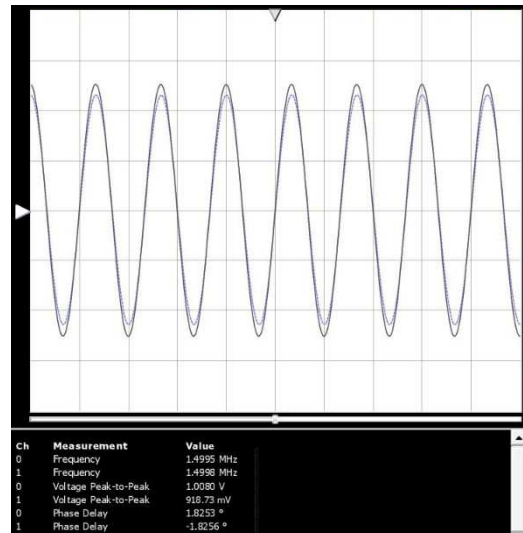 Ch Measurement Value
0 Frequency 1.4995 MHz
1 Frequency 1.4998 MHz
0 Voltage Peak-to-Peak 1.0080 V
1 Voltage Peak-to-Peak 918.73 mV
0 Phase Delay 1.8253 °
1 Phase Delay -1.8256 °